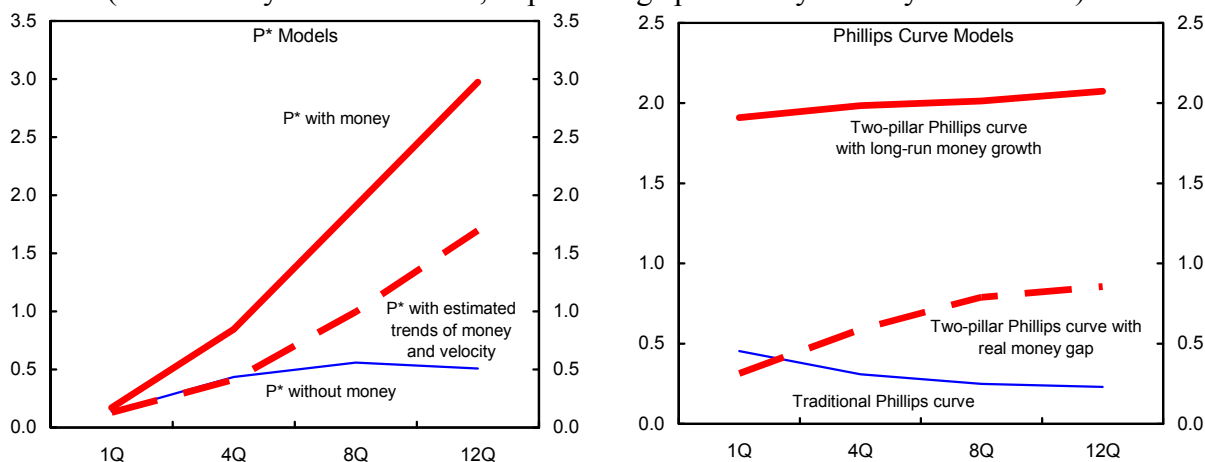 P* Models
3.5 3.5
3.0 3.0
2.5 2.5
2.0 2.0
1.5 1.5
1.0 1.0
0.5 0.5
0.0 0.0
P* with money
P* with estimated
trends of money
and velocity
P* without money
1Q 4Q 8Q 12Q
Phillips Curve Models
2.5 2.5
2.0 2.0
1.5 1.5
1.0 1.0
0.5 0.5
0.0 0.0
Two-pillar Phillips curve
with long-run money growth
Two-pillar Phillips curve with
real money gap
Traditional Phillips curve
1Q 4Q 8Q 12Q